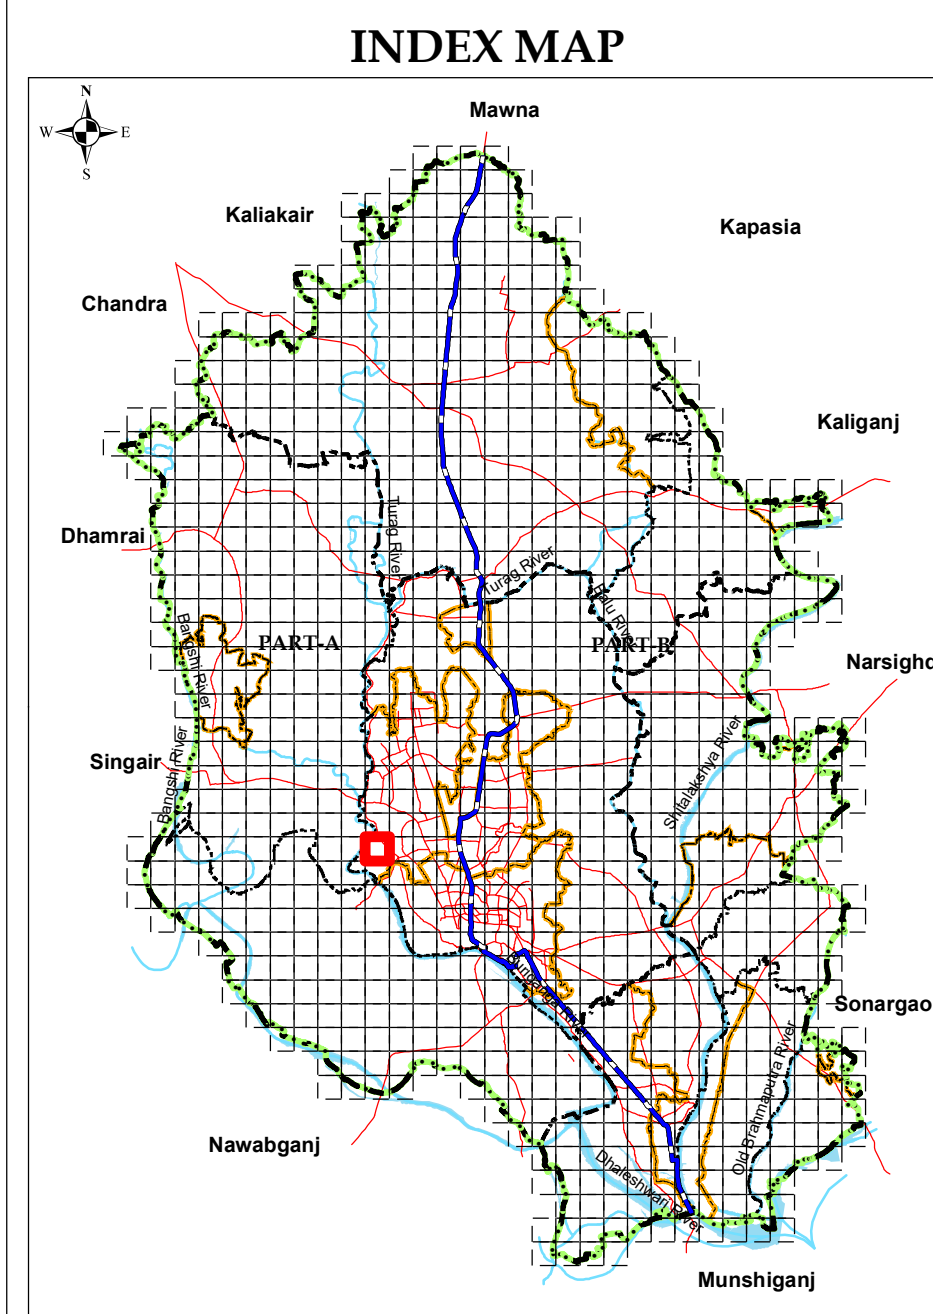 INDEX MAP
N
W E
S
Mawna
Kaliakair
Kapasia
Chandra
Kaliganj
Dhamrai
Turag River
Turag River
Balu River
Bangshi River
PART-A
PART-B
Narsighd
Singair
Bangshi River
Shitalakshya River
Buriganga River
Sonargao
Old Brahmaputra River
Nawabganj
Dhaleshwari River
Munshiganj